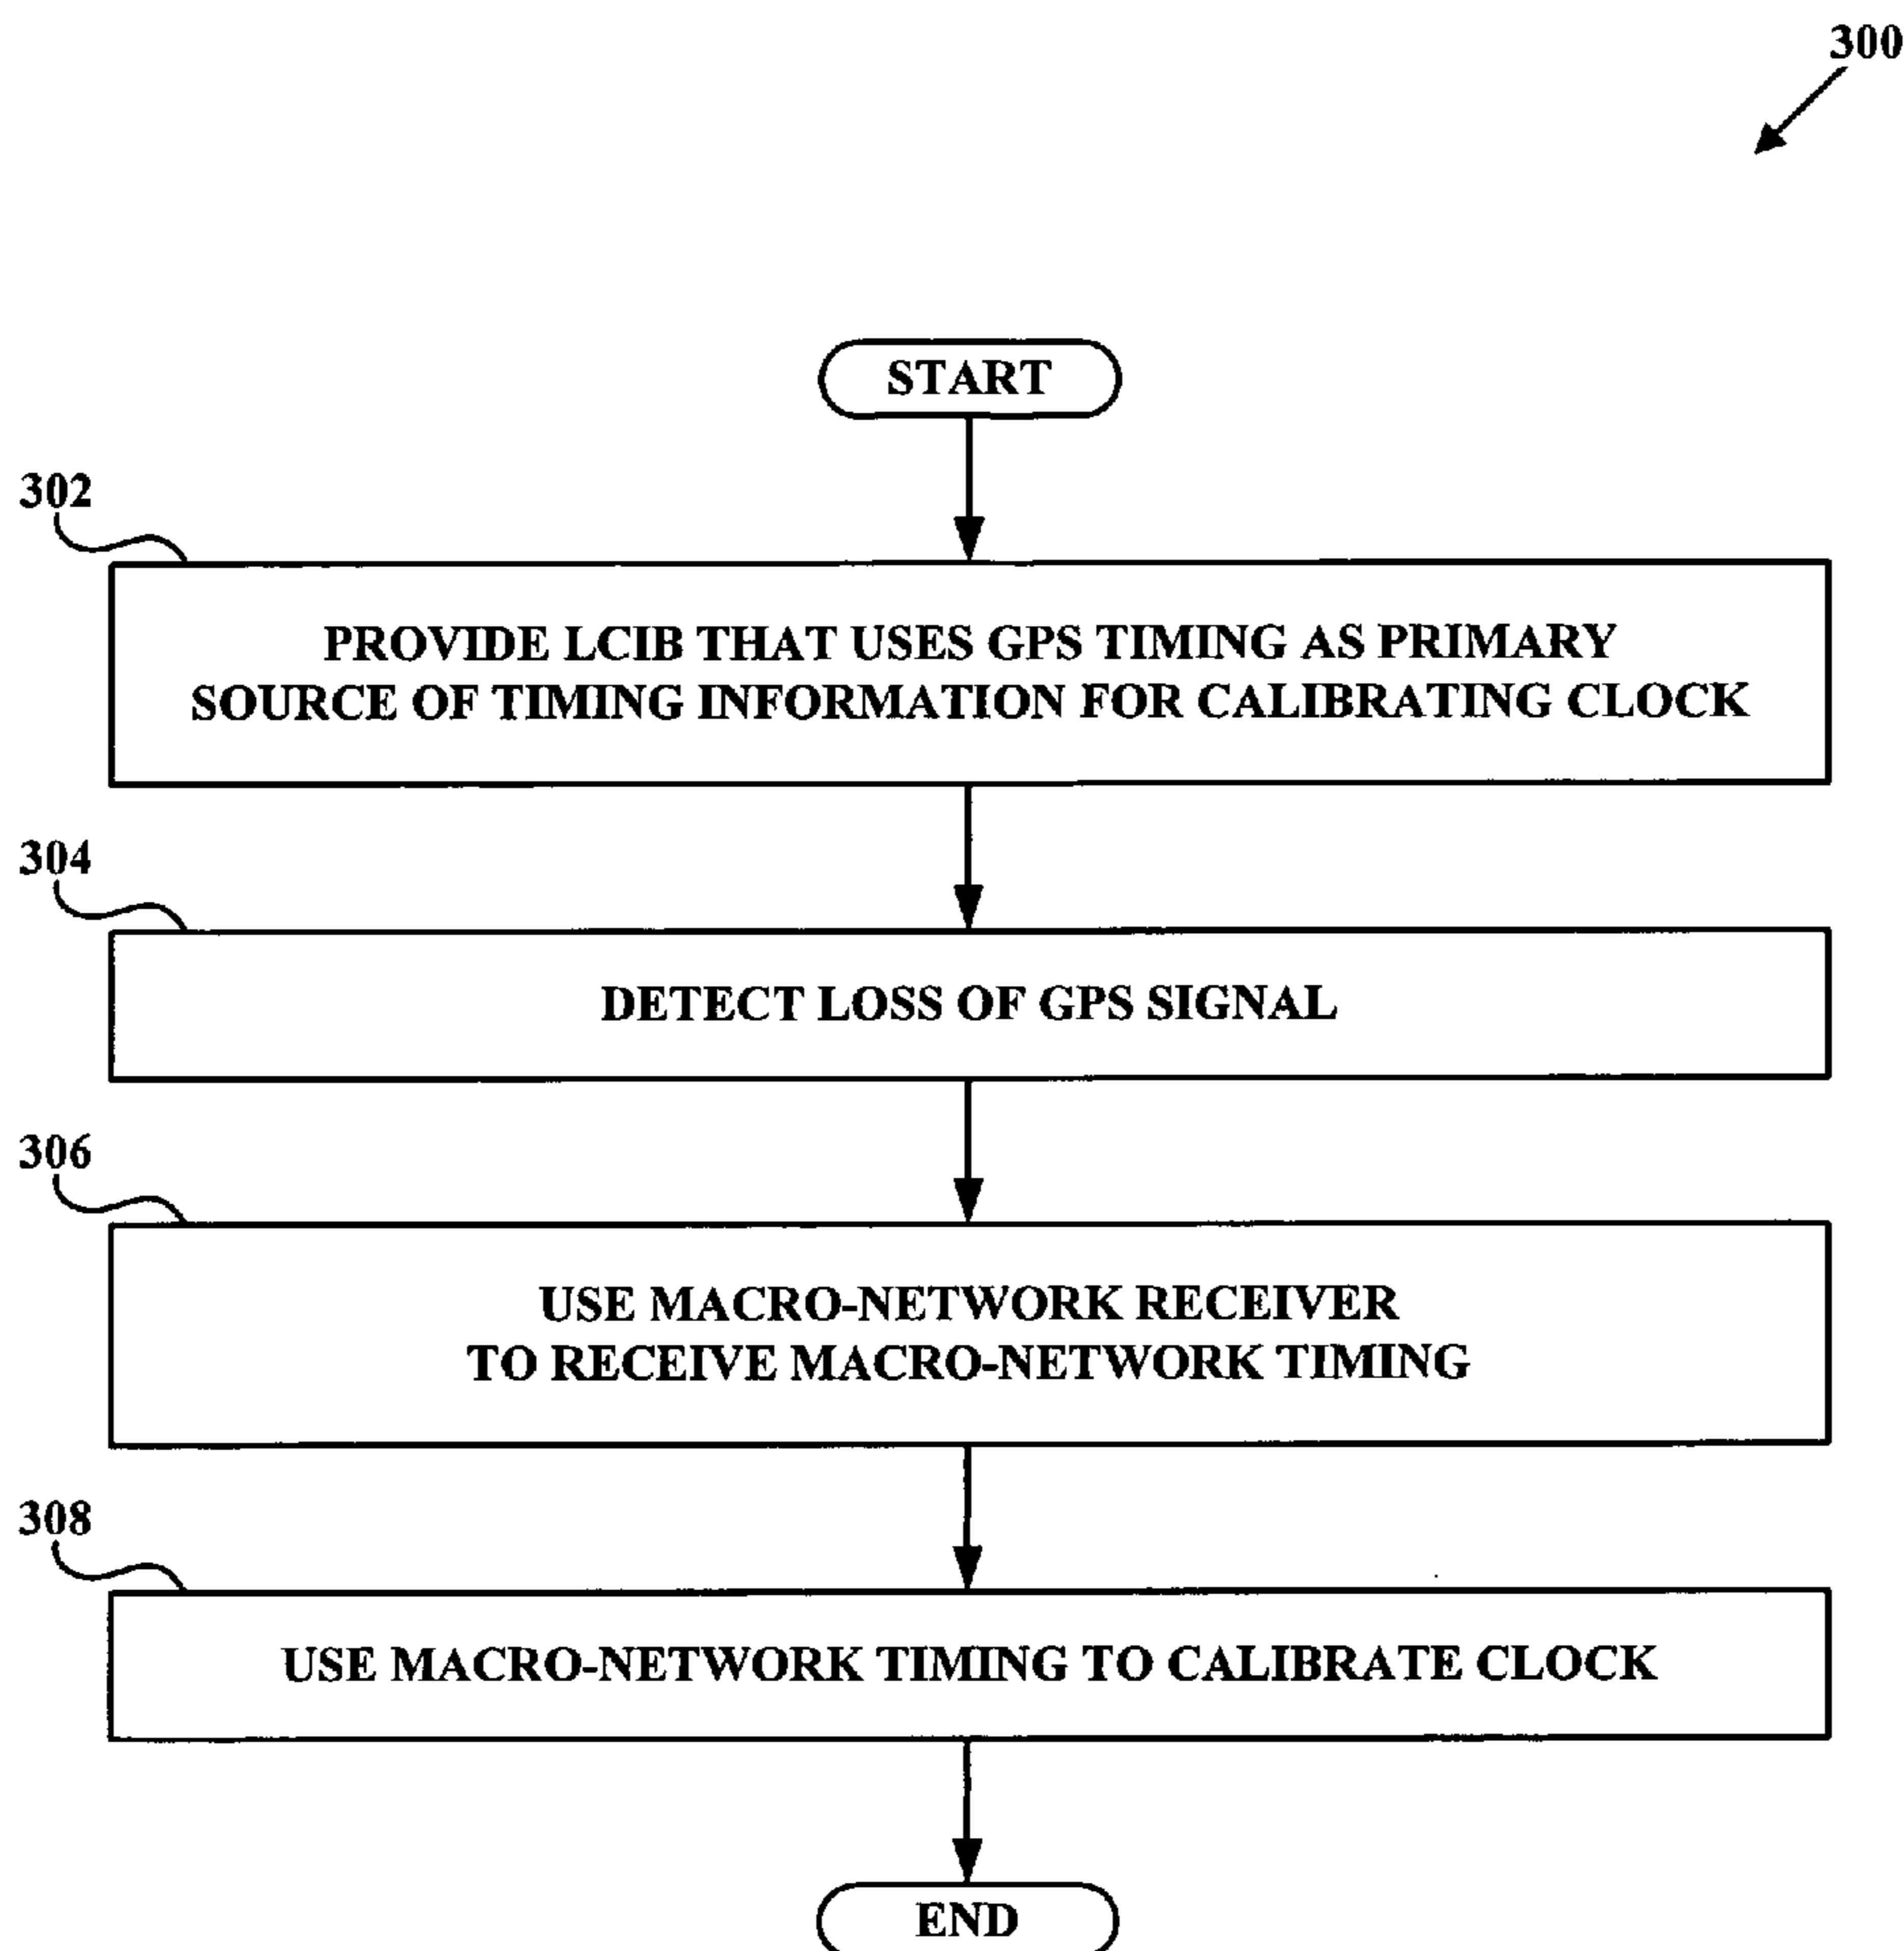 300
START
302
PROVIDE LCIB THAT USES GPS TIMING AS PRIMARY
SOURCE OF TIMING INFORMATION FOR CALIBRATING CLOCK
304
DETECT LOSS OF GPS SIGNAL
306
USE MACRO-NETWORK RECEIVER
TO RECEIVE MACRO-NETWORK TIMING
308
USE MACRO-NETWORK TIMING TO CALIBRATE CLOCK
END